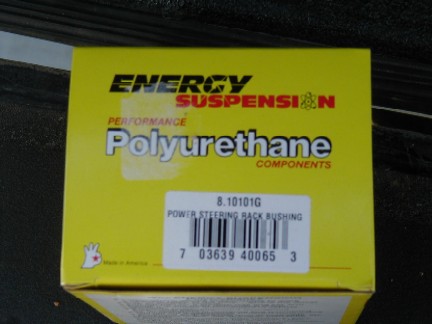 ENERGY
SUSPENSION
PERFORMANCE
Polyurethane
COMPONENTS
8.10101G
POWER STEERING RACK BUSHING
7 03639 40065 3
Made in America